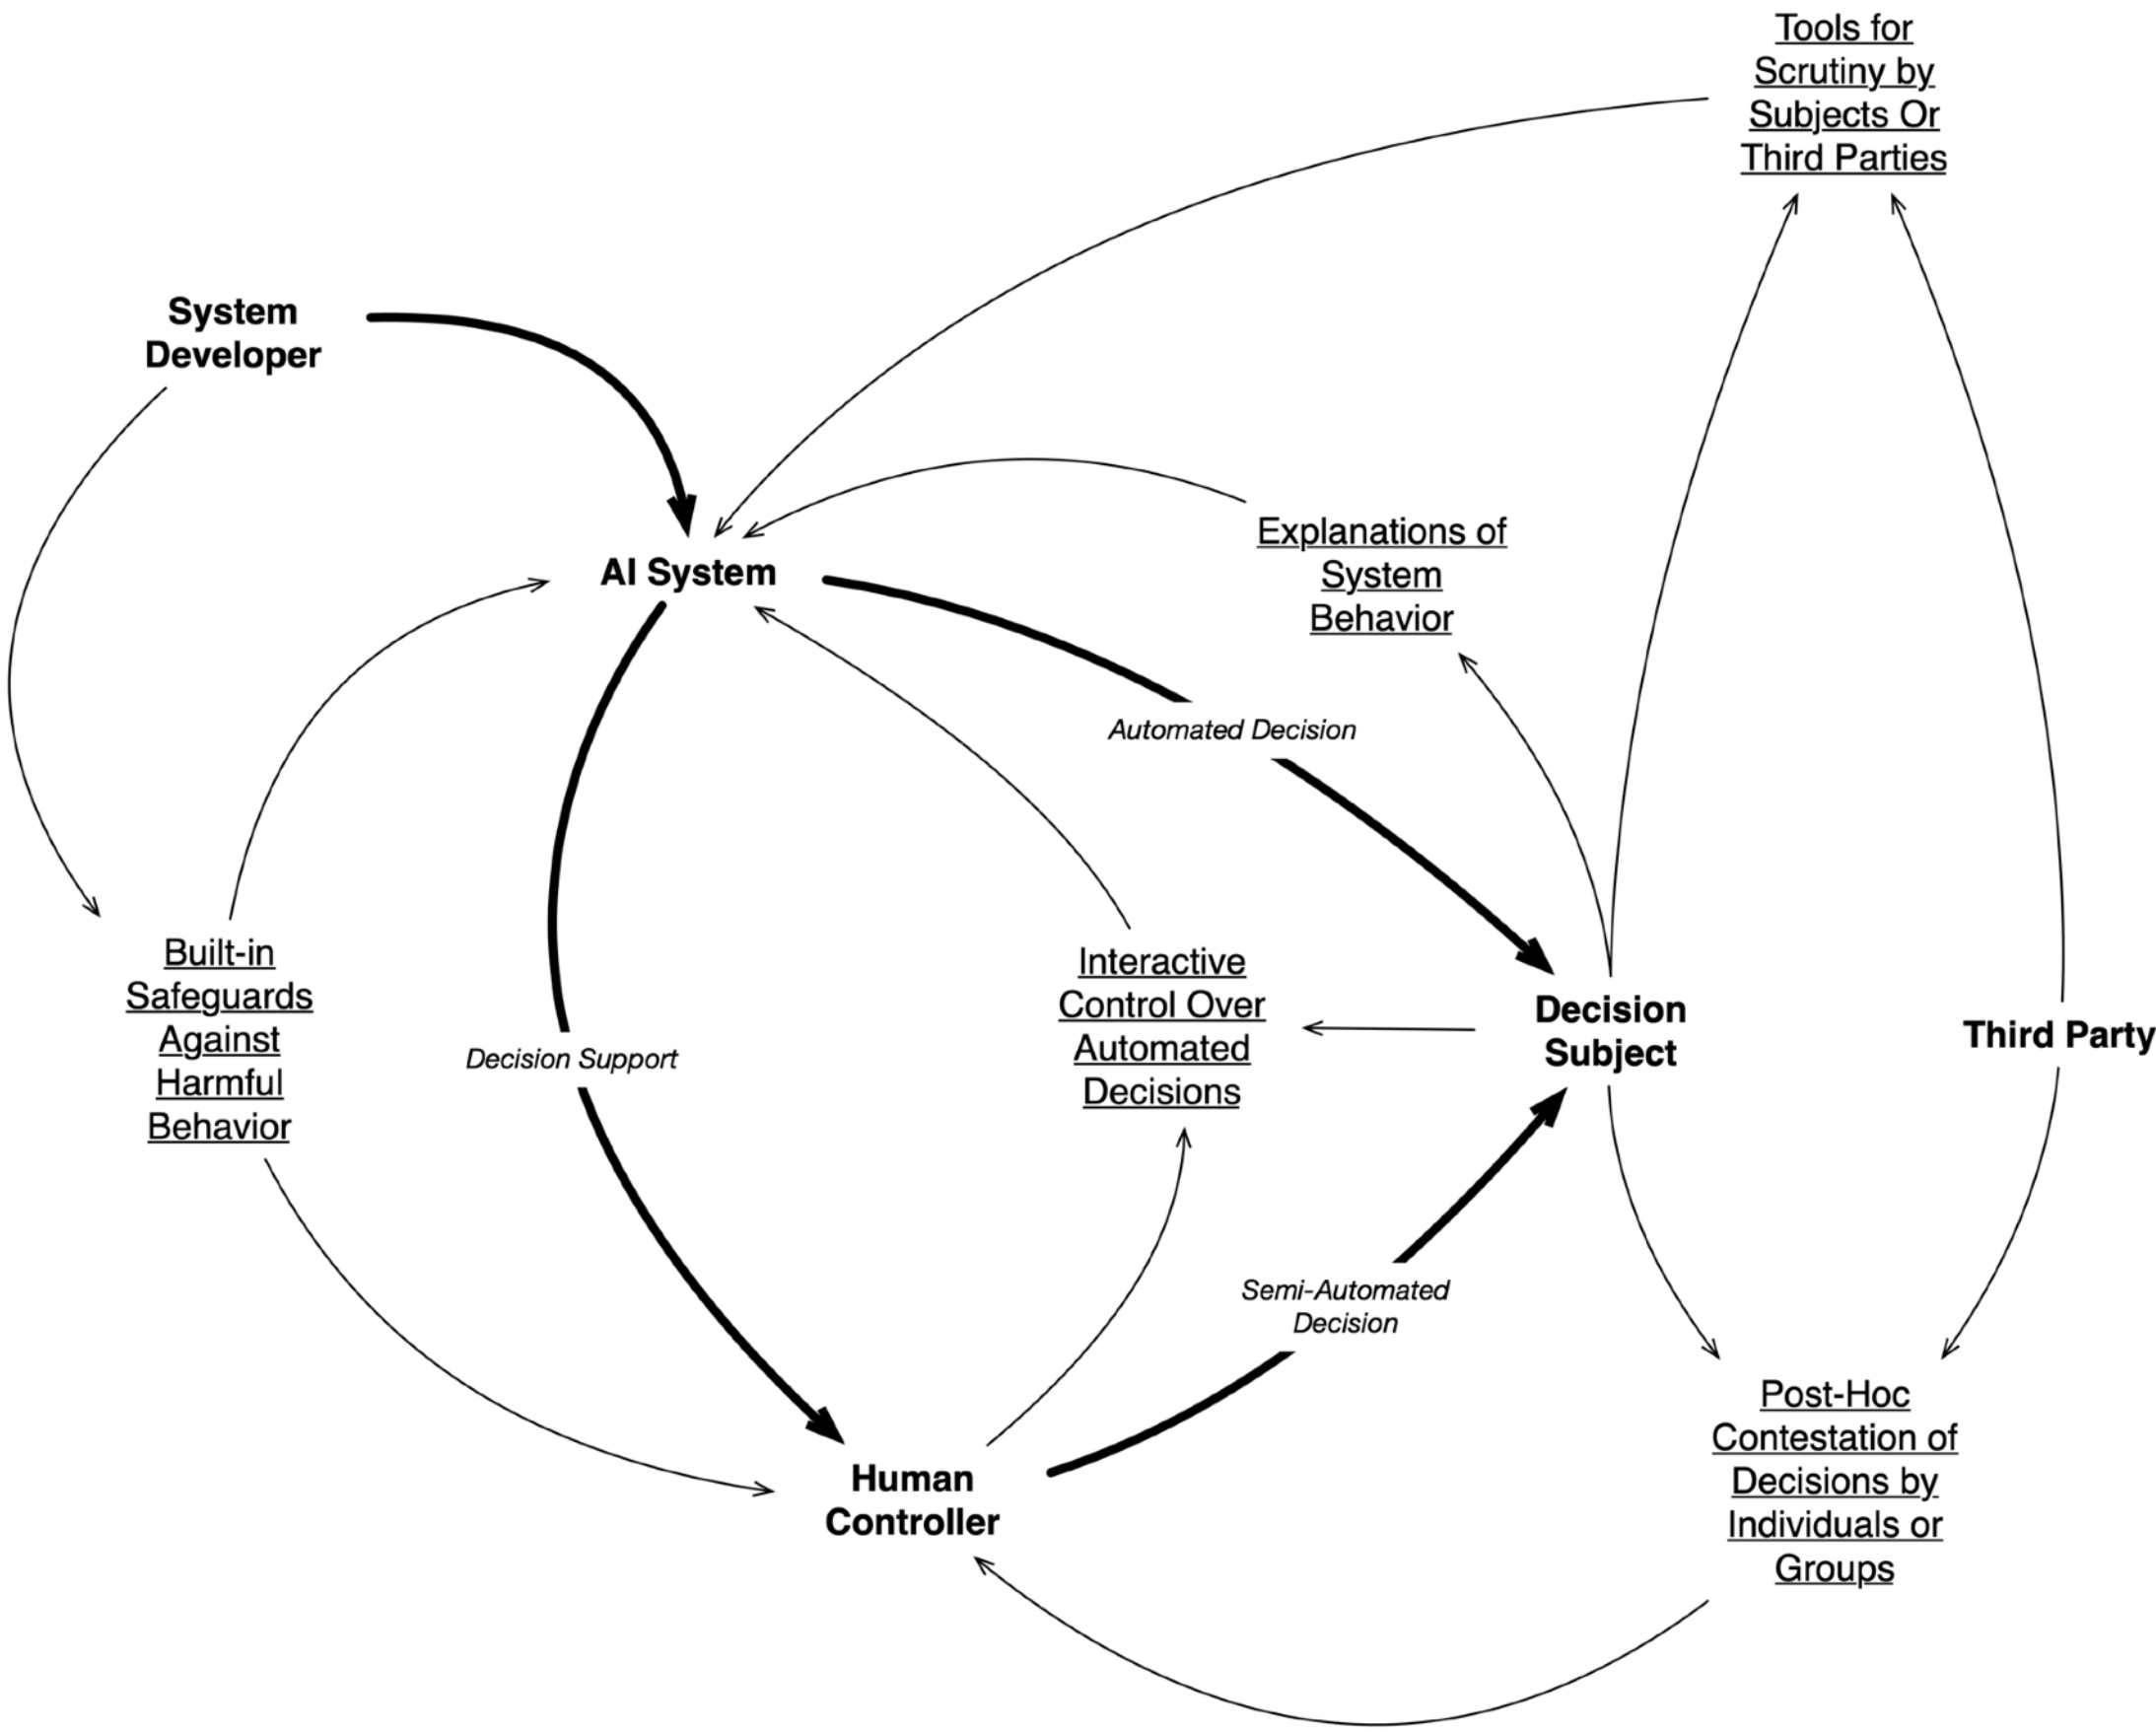 Tools for
Scrutiny by
Subjects Or
Third Parties
System
Developer
AI System
Explanations of
System
Behavior
Automated Decision
Built-in
Safeguards
Against
Harmful
Behavior
Decision Support
Interactive
Control Over
Automated
Decisions
Decision
Subject
Third Party
Semi-Automated
Decision
Human
Controller
Post-Hoc
Contestation of
Decisions by
Individuals or
Groups